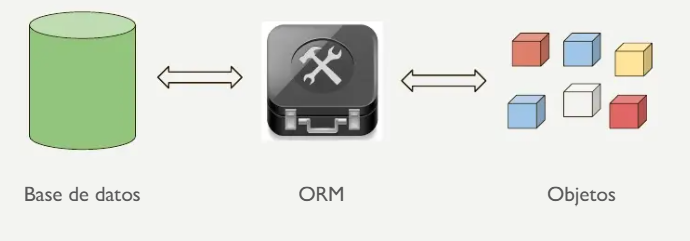 Base de datos
ORM
Objetos